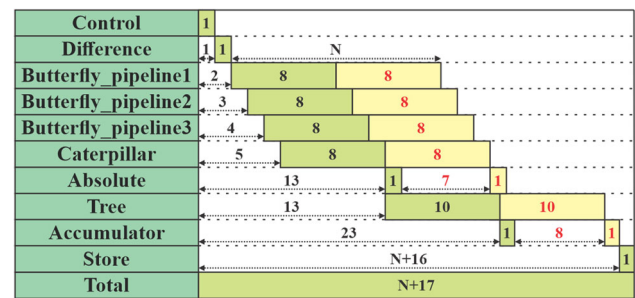 Control 1
Difference 1 1 N
Butterfly_pipeline1 2 8 8
Butterfly_pipeline2 3 8 8
Butterfly_pipeline3 4 8 8
Caterpillar 5 8 8
Absolute 13 1 7 1
Tree 13 10 10
Accumulator 23 1 8 1
Store N+16 1
Total N+17